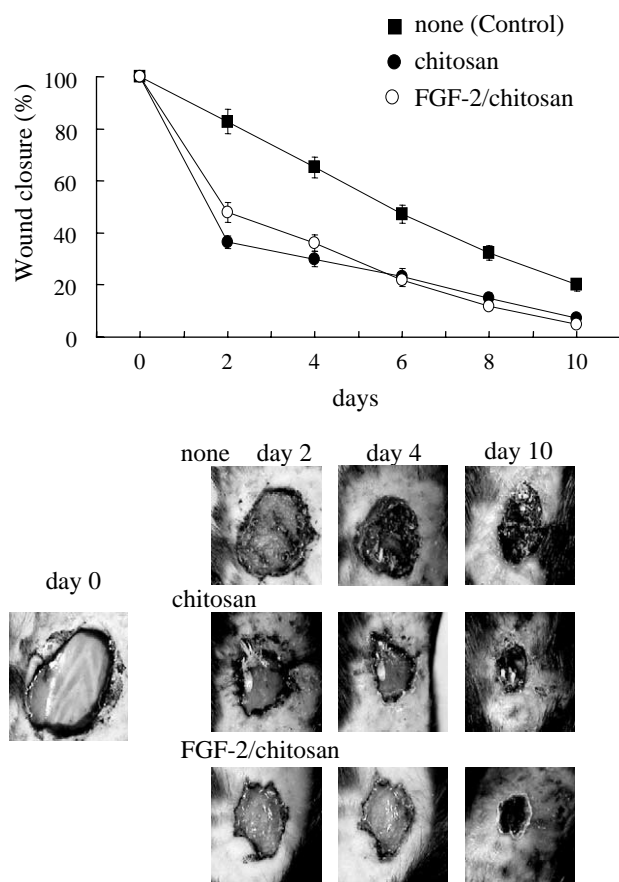 none (Control)
chitosan
FGF-2/chitosan
100
80
60
40
20
0
Wound closure (%)
0 2 4 6 8 10
days
none day 2 day 4 day 10
day 0
chitosan
FGF-2/chitosan